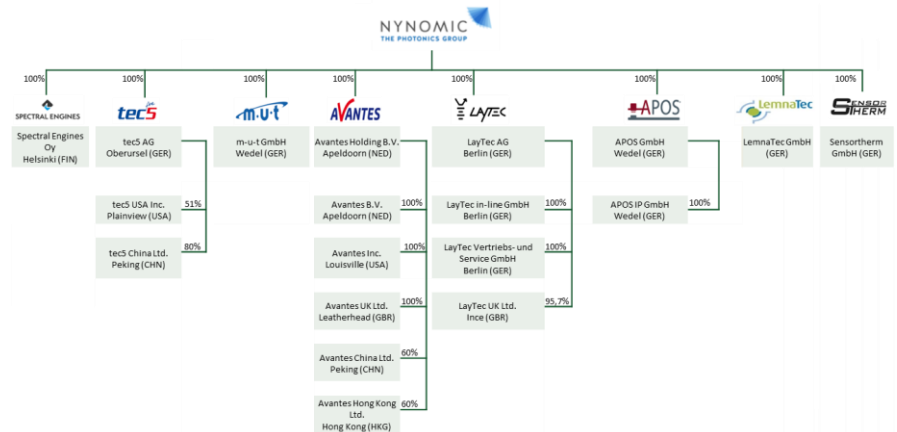 NYNOMIC
THE PHOTONICS GROUP
100%
100%
100%
100%
100%
100%
100%
100%
SPECTRAL ENGINES
tec5
m·u·t
AVANTES
LAYTEC
APOS
LemnaTec
SENSOR
THERM
Spectral Engines
Oy
Helsinki (FIN)
tec5 AG
Oberursel (GER)
m-u-t GmbH
Wedel (GER)
Avantes Holding B.V.
Apeldoorn (NED)
LayTec AG
Berlin (GER)
APOS GmbH
Wedel (GER)
LemnaTec GmbH
(GER)
Sensortherm
GmbH (GER)
tec5 USA Inc.
Plainview (USA)
51%
Avantes B.V.
Apeldoorn (NED)
100%
LayTec in-line GmbH
Berlin (GER)
100%
APOS IP GmbH
Wedel (GER)
100%
tec5 China Ltd.
Peking (CHN)
80%
Avantes Inc.
Louisville (USA)
100%
LayTec Vertriebs- und
Service GmbH
Berlin (GER)
100%
Avantes UK Ltd.
Leatherhead (GBR)
100%
LayTec UK Ltd.
Ince (GBR)
95,7%
Avantes China Ltd.
Peking (CHN)
60%
Avantes Hong Kong
Ltd.
Hong Kong (HKG)
60%